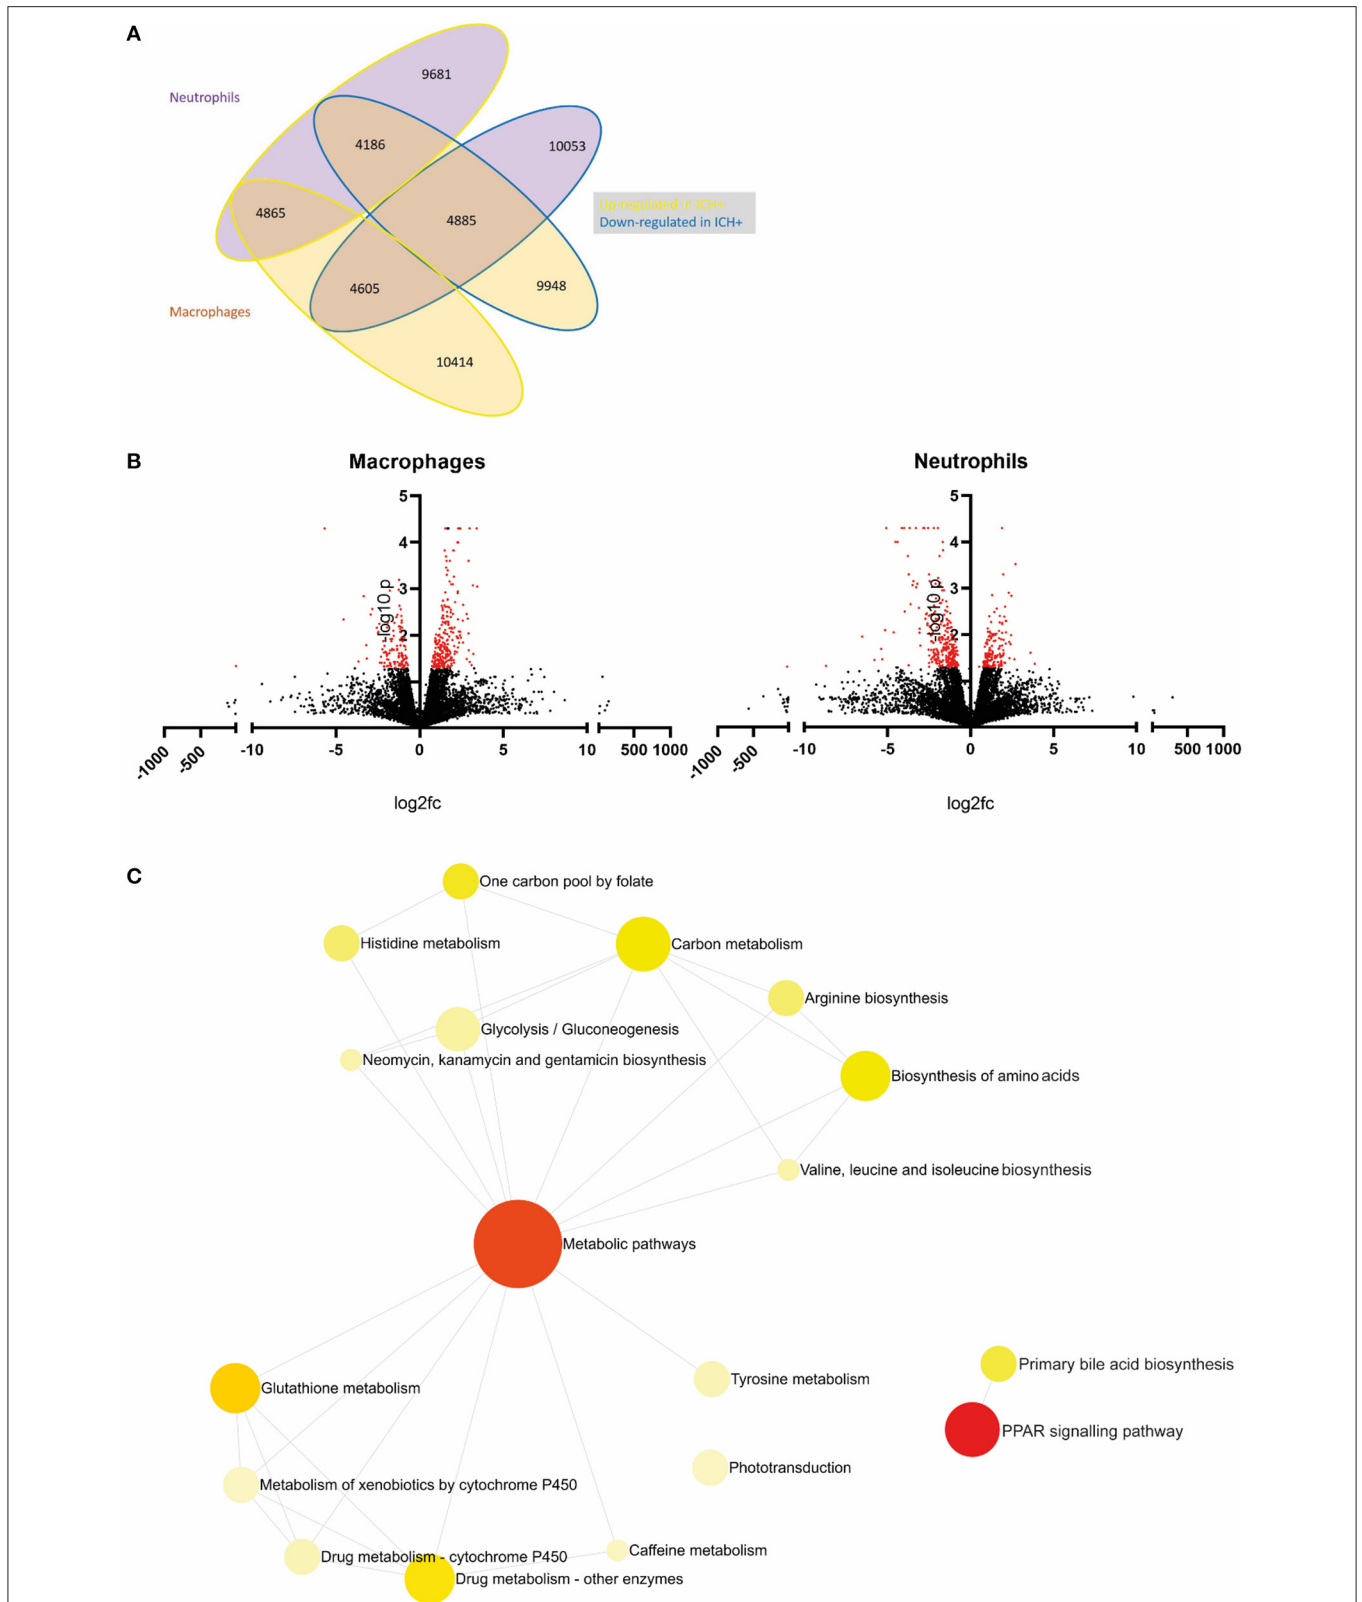 A
9681
Neutrophils
4186
10053
4865
4885
Up-regulated in ICH+
Down-regulated in ICH+
4605
9948
Macrophages
10414
B
Macrophages
Neutrophils
5
4
3
2
-log10 p
-1000
-500
-10
-5
0
5
10
500
1000
log2fc
5
4
3
2
-log10 p
-1000
-500
-10
-5
0
5
10
500
1000
log2fc
C
One carbon pool by folate
Histidine metabolism
Carbon metabolism
Arginine biosynthesis
Glycolysis / Gluconeogenesis
Neomycin, kanamycin and gentamicin biosynthesis
Biosynthesis of amino acids
Valine, leucine and isoleucine biosynthesis
Metabolic pathways
Primary bile acid biosynthesis
Tyrosine metabolism
Glutathione metabolism
PPAR signalling pathway
Phototransduction
Metabolism of xenobiotics by cytochrome P450
Caffeine metabolism
Drug metabolism - cytochrome P450
Drug metabolism - other enzymes